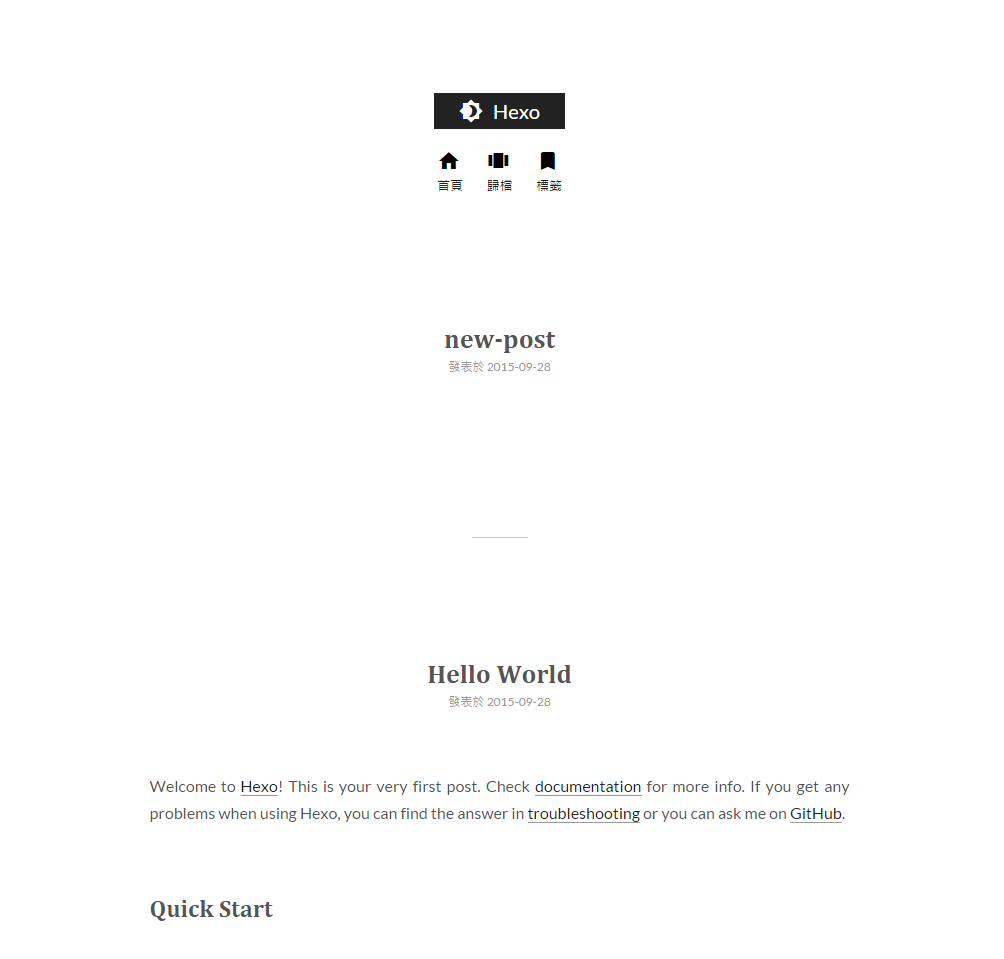 Hexo
首頁 歸檔 標籤
new-post
發表於 2015-09-28
Hello World
發表於 2015-09-28
Welcome to Hexo! This is your very first post. Check documentation for more info. If you get any
problems when using Hexo, you can find the answer in troubleshooting or you can ask me on GitHub.
Quick Start